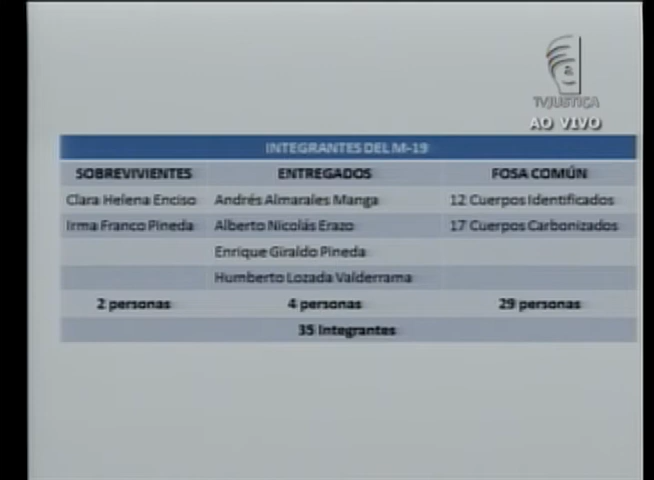 TVJUSTIÇA
AO VIVO
INTEGRANTES DEL M-19
SOBREVIVIENTES ENTREGADOS FOSA COMÚN
Clara Helena Enciso Andrés Almarales Manga 12 Cuerpos Identificados
Irma Franco Pineda Alberto Nicolás Erazo 17 Cuerpos Carbonizados
Enrique Giraldo Pineda
Humberto Lozada Valderrama
2 personas 4 personas 29 personas
35 Integrantes